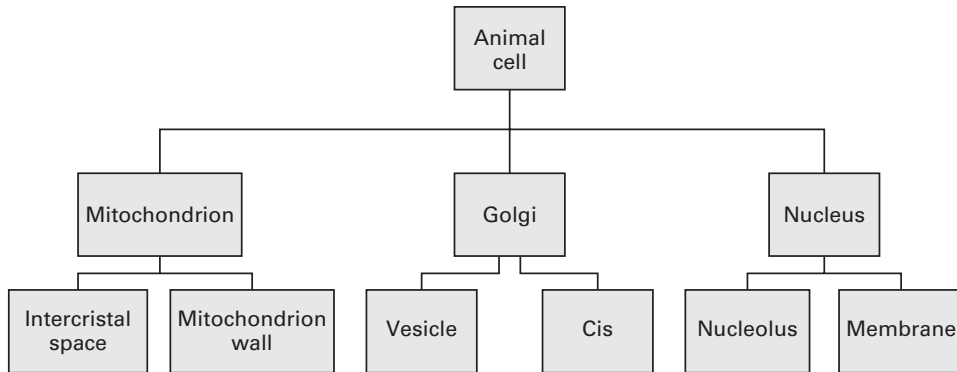 Animal
cell
Mitochondrion
Golgi
Nucleus
Intercristal
space
Mitochondrion
wall
Vesicle
Cis
Nucleolus
Membrane